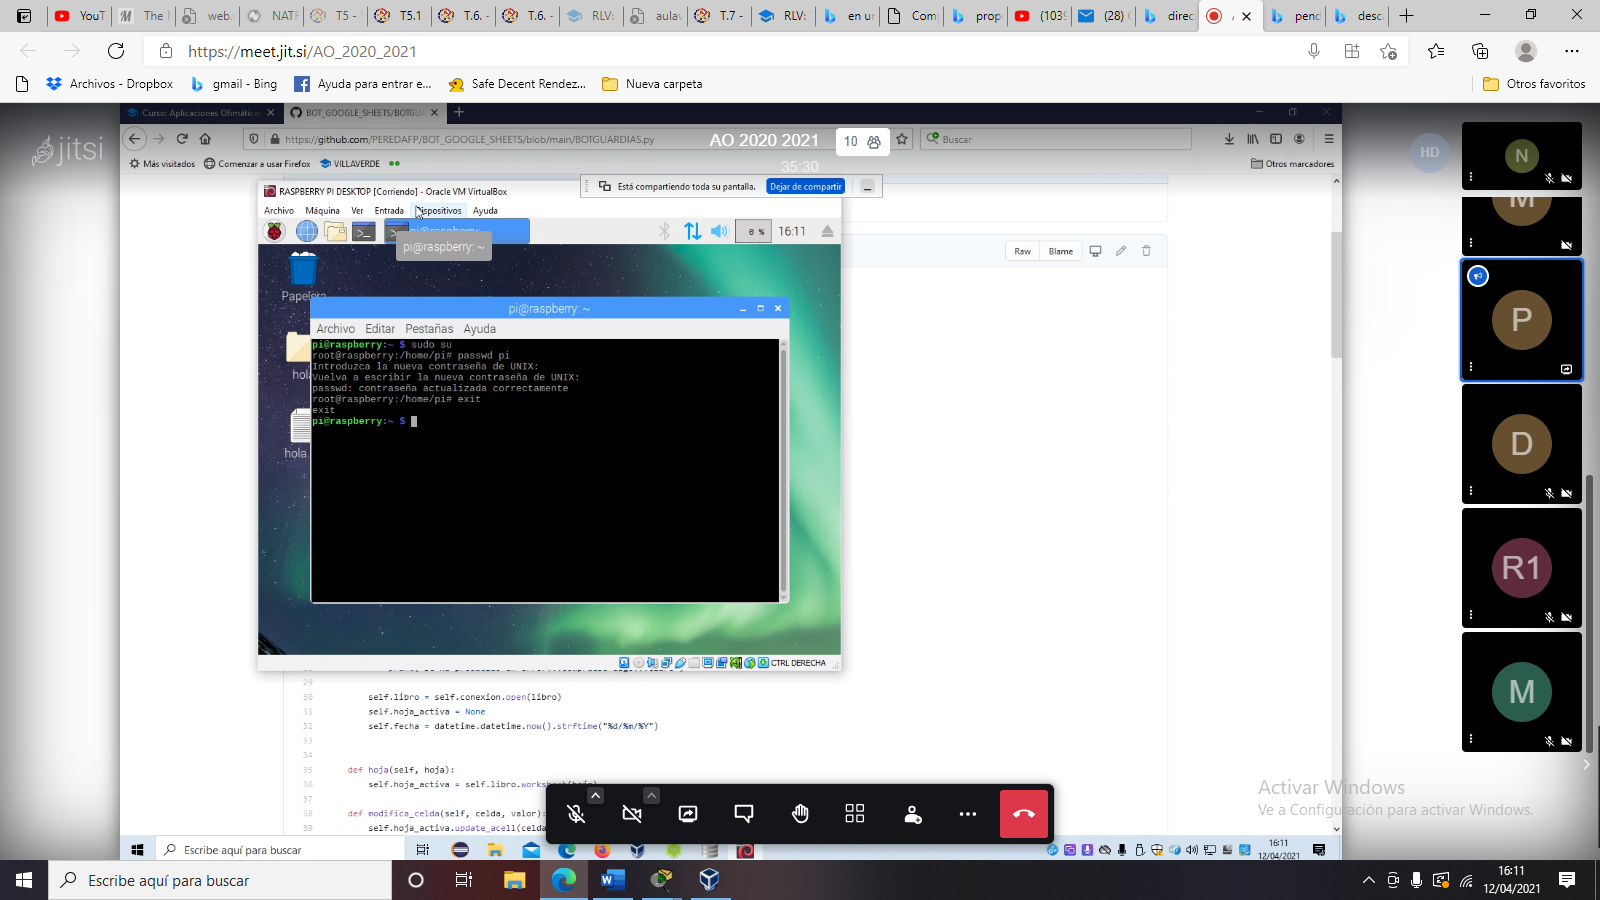 YouT
The
web.
NATF
T5 -
T5.1
T.6. -
T.6. -
RLV:
aulav
T.7 -
RLV:
en ur
Com
prop
(1039
(28)
direc
pend
desca
https://meet.jit.si/AO_2020_2021
Archivos - Dropbox
gmail - Bing
Ayuda para entrar e...
Safe Decent Rendez...
Nueva carpeta
Otros favoritos
jitsi
Curso: Aplicaciones Ofimática
BOT_GOOGLE_SHEETS/BOTGU
https://github.com/PEREDAFP/BOT_GOOGLE_SHEETS/blob/main/BOTGUARDIAS.py
AO 2020 2021
10
35:30
Buscar
Más visitados
Comenzar a usar Firefox
VILLAVERDE
Otros marcadores
RASPBERRY PI DESKTOP [Corriendo] - Oracle VM VirtualBox
Está compartiendo toda su pantalla.
Dejar de compartir
Archivo Máquina Ver Entrada Dispositivos Ayuda
0 %
16:11
pi@raspberry: ~
Raw
Blame
Papelera
hola
hola
pi@raspberry: ~
Archivo Editar Pestañas Ayuda
pi@raspberry:~ $ sudo su
root@raspberry:/home/pi# passwd pi
Introduzca la nueva contraseña de UNIX:
Vuelva a escribir la nueva contraseña de UNIX:
passwd: contraseña actualizada correctamente
root@raspberry:/home/pi# exit
exit
pi@raspberry:~ $
CTRL DERECHA
29
30 self.libro = self.conexion.open(libro)
31 self.hoja_activa = None
32 self.fecha = datetime.datetime.now().strftime("%d/%m/%Y")
33
34
35 def hoja(self, hoja):
36 self.hoja_activa = self.libro.worksheet(hoja)
37
38 def modifica_celda(self, celda, valor):
39 self.hoja_activa.update_acell(celda
HD
N
M
P
D
R1
M
Activar Windows
Ve a Configuración para activar Windows.
Escribe aquí para buscar
16:11
12/04/2021
Escribe aquí para buscar
16:11
12/04/2021